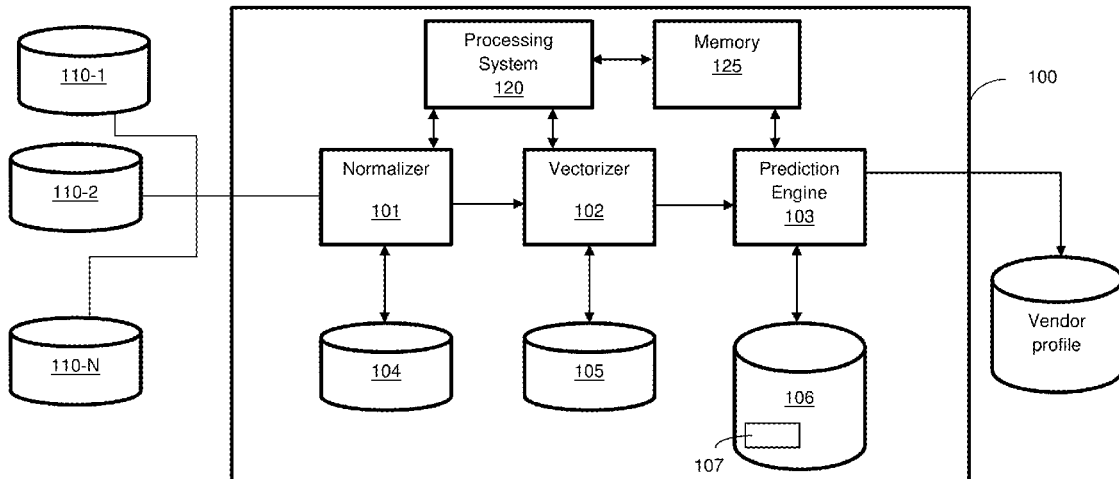 110-1
Processing
System
120
Memory
125
100
110-2
Normalizer
101
Vectorizer
102
Prediction
Engine
103
110-N
104
105
106
107
Vendor
profile